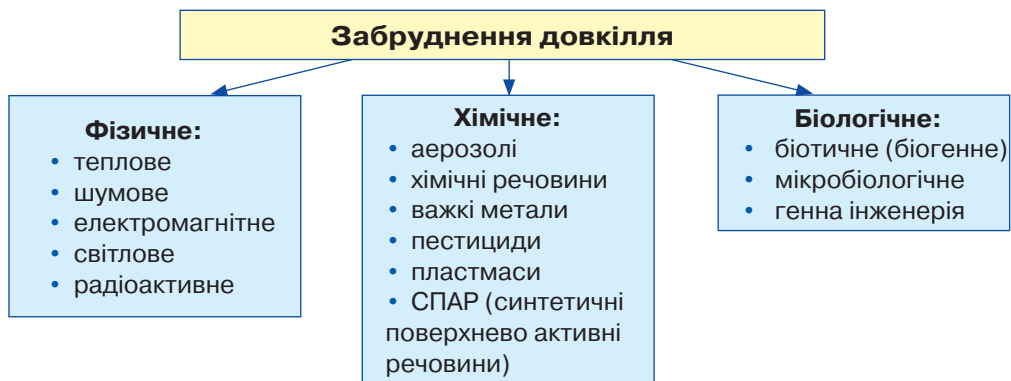 Забруднення довкілля
Фізичне:
• теплове
• шумове
• електромагнітне
• світлове
• радіоактивне
Хімічне:
• аерозолі
• хімічні речовини
• важкі метали
• пестициди
• пластмаси
• СПАР (синтетичні
поверхнево активні
речовини)
Біологічне:
• біотичне (біогенне)
• мікробіологічне
• генна інженерія